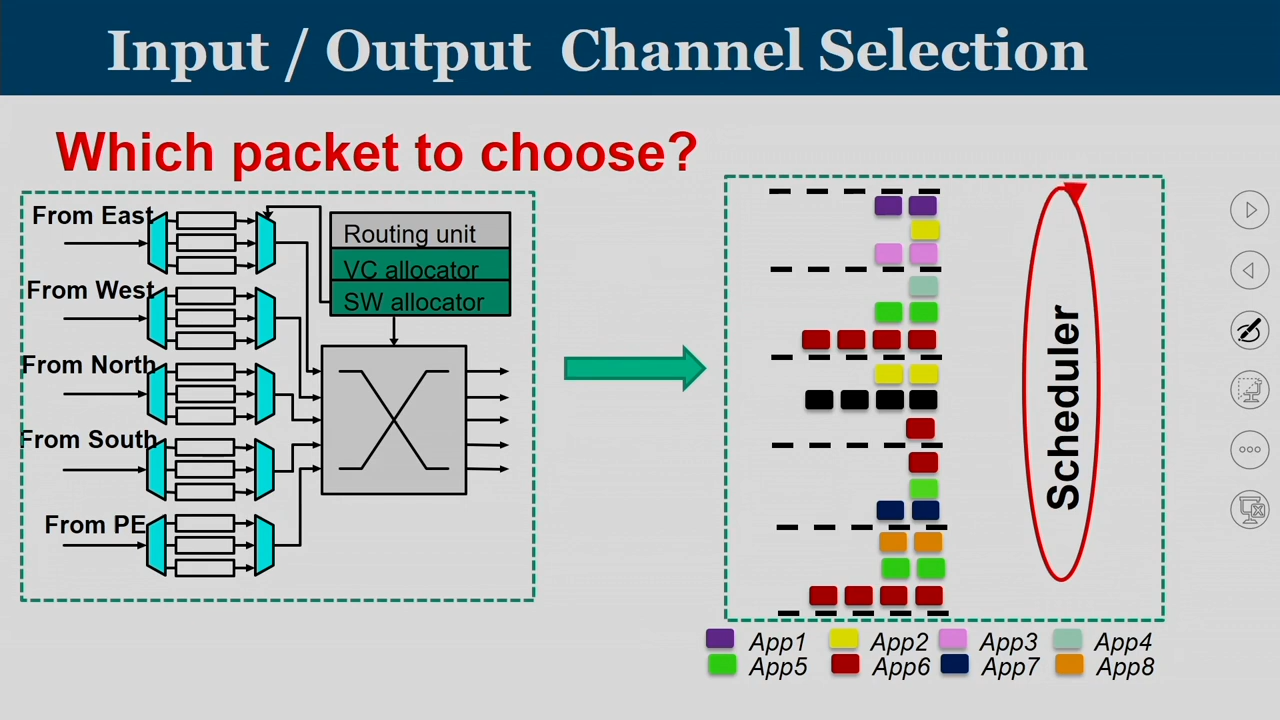 Input / Output Channel Selection
Which packet to choose?
From East
From West
From North
From South
From PE
Routing unit
VC allocator
SW allocator
Scheduler
App1 App2 App3 App4
App5 App6 App7 App8